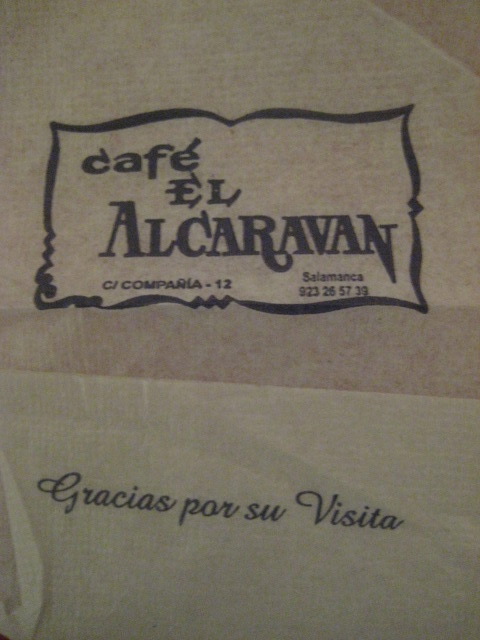 café
EL
ALCARAVAN
C/ COMPAÑÍA - 12
Salamanca
923 26 57 39
Gracias por su Visita